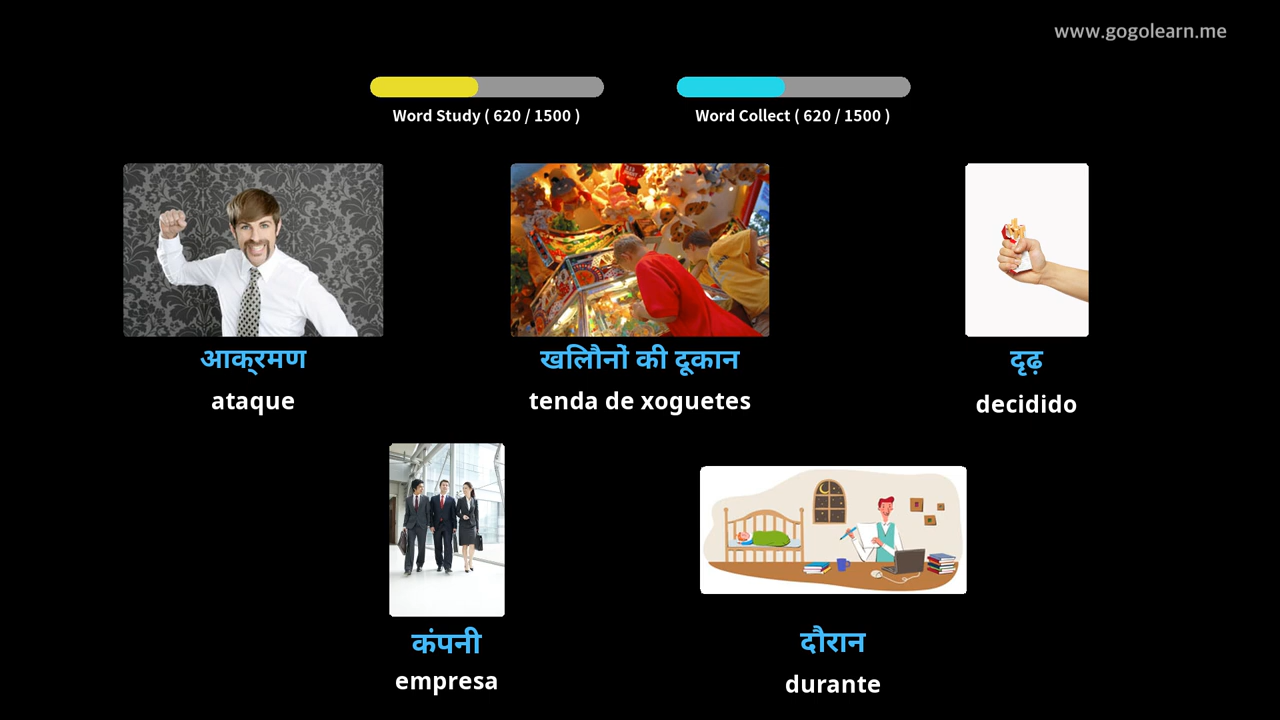 www.gogolearn.me
Word Study ( 620 / 1500 )
Word Collect ( 620 / 1500 )
आक्‌रमण
खलिौनों की दूकान
दृढ़
ataque
tenda de xoguetes
decidido
कंपनी
दौरान
empresa
durante